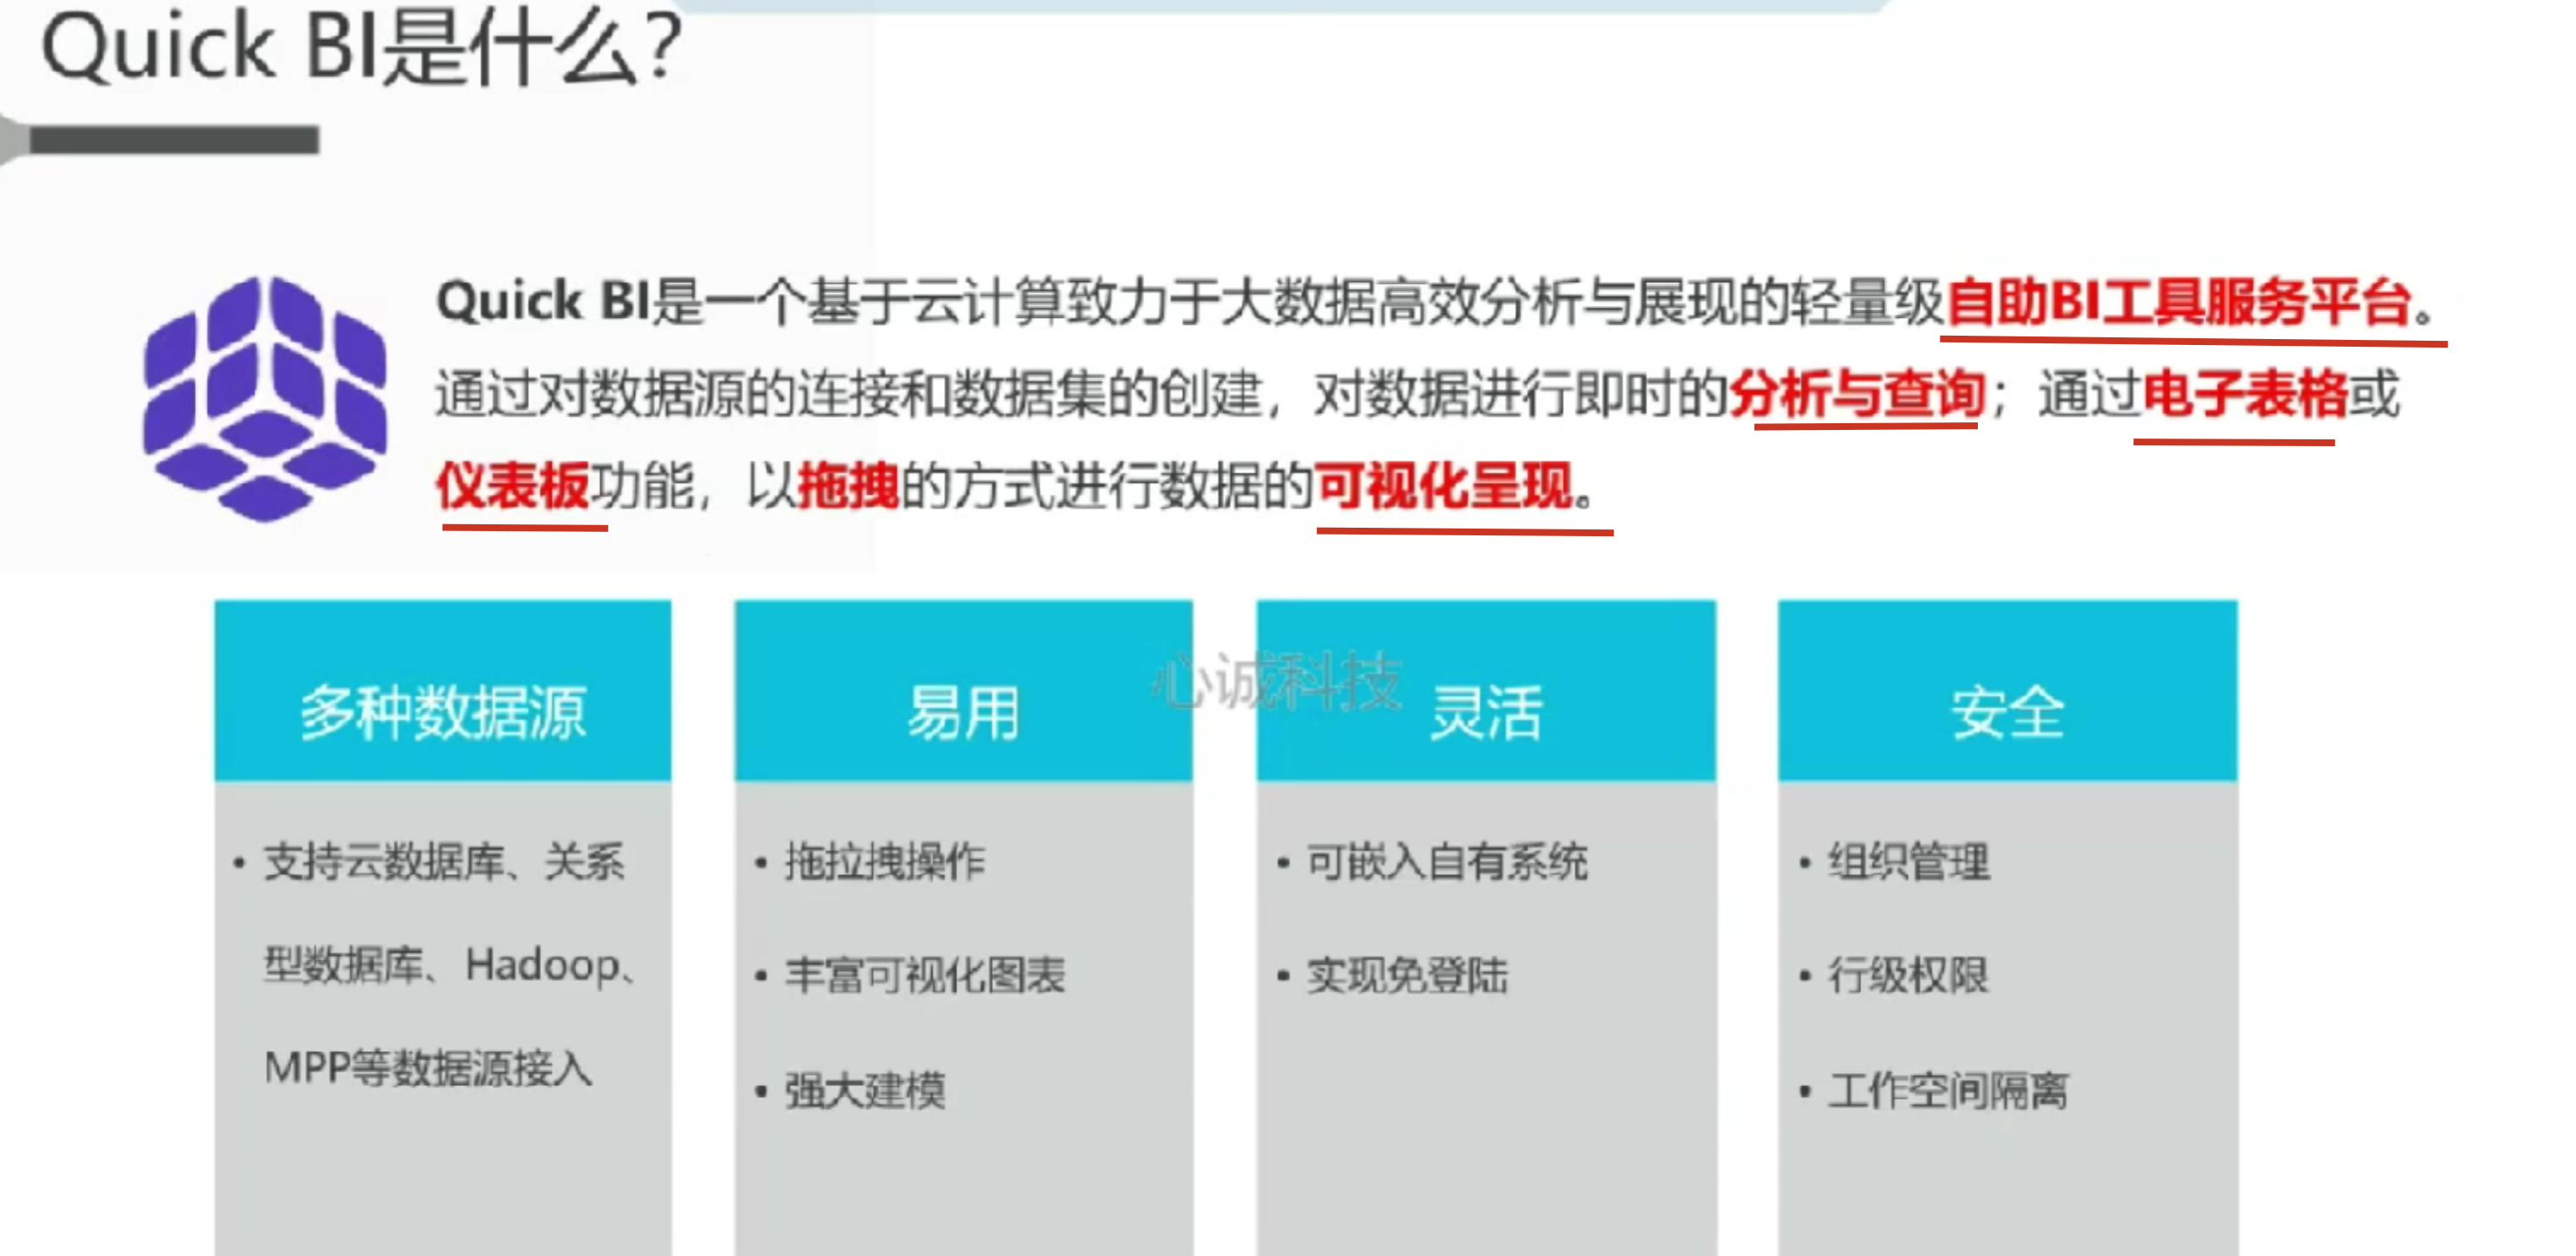 Quick BI是什么?
Quick BI是一个基于云计算致力于大数据高效分析与展现的轻量级自助BI工具服务平台。
通过对数据源的连接和数据集的创建，对数据进行即时的分析与查询；通过电子表格或
仪表板功能，以拖拽的方式进行数据的可视化呈现。
心诚科技
多种数据源
• 支持云数据库、关系
型数据库、Hadoop、
MPP等数据源接入
易用
• 拖拉拽操作
• 丰富可视化图表
• 强大建模
灵活
• 可嵌入自有系统
• 实现免登陆
安全
• 组织管理
• 行级权限
• 工作空间隔离